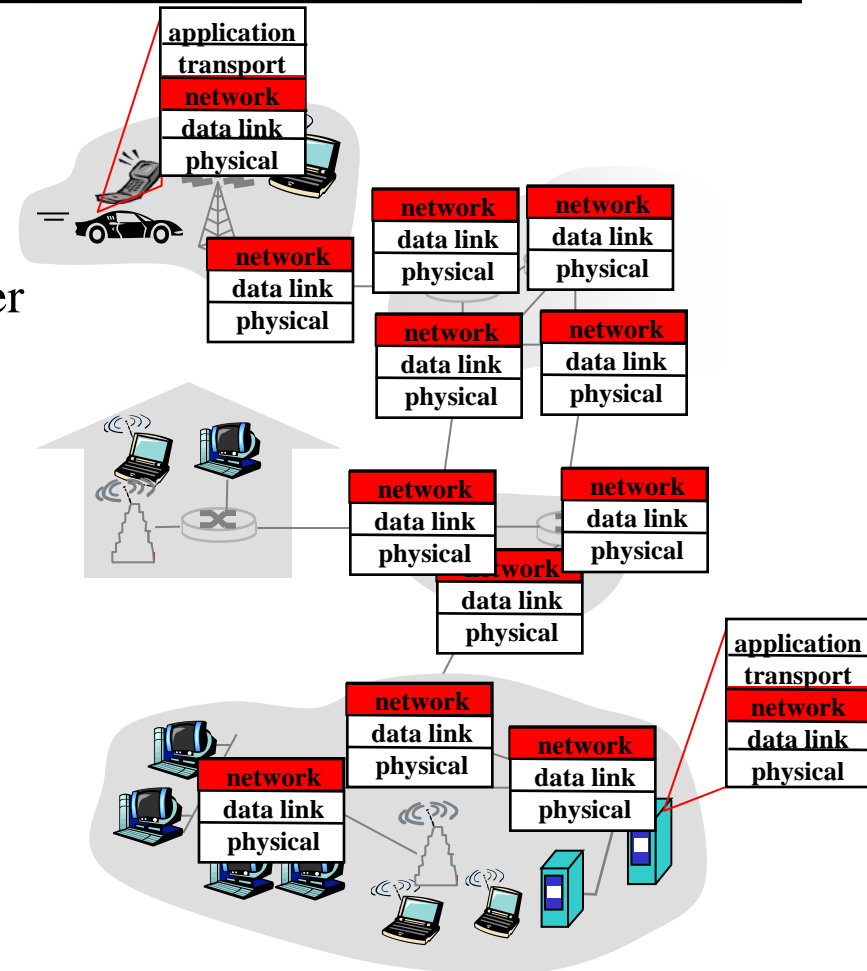 application
transport
network
data link
physical
network
data link
physical
network
data link
physical
network
data link
physical
er
network
data link
physical
network
data link
physical
network
data link
physical
network
data link
physical
network
data link
physical
application
transport
network
data link
physical
network
data link
physical
network
data link
physical
network
data link
physical